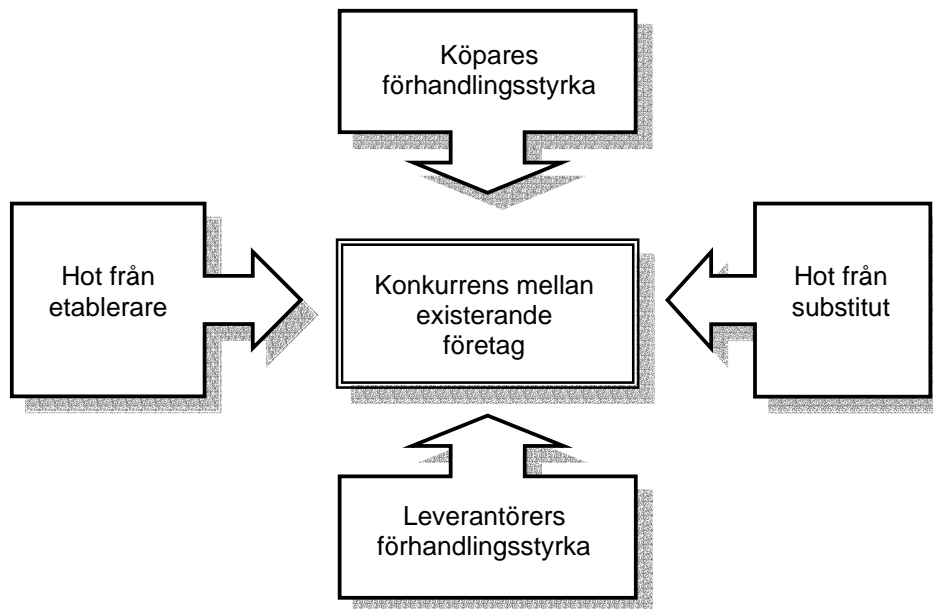 Köpares
förhandlingsstyrka
Hot från
etablerare
Konkurrens mellan
existerande
företag
Hot från
substitut
Leverantörers
förhandlingsstyrka